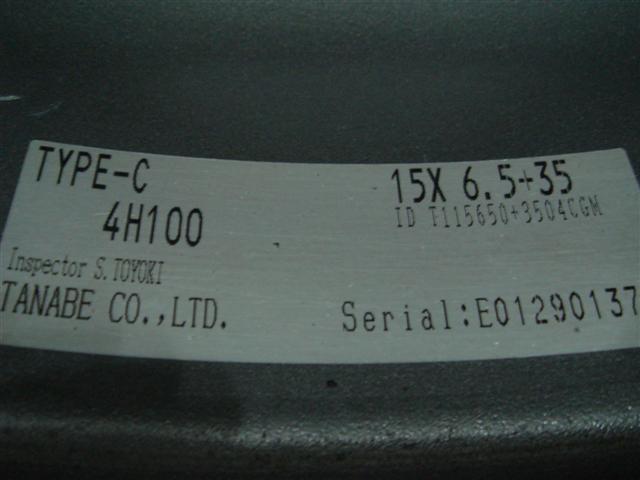 TYPE-C 15X 6.5+35
4H100 ID T115650+3504CGM
Inspector S.TOYOKI
TANABE CO.,LTD. Serial:E01290137